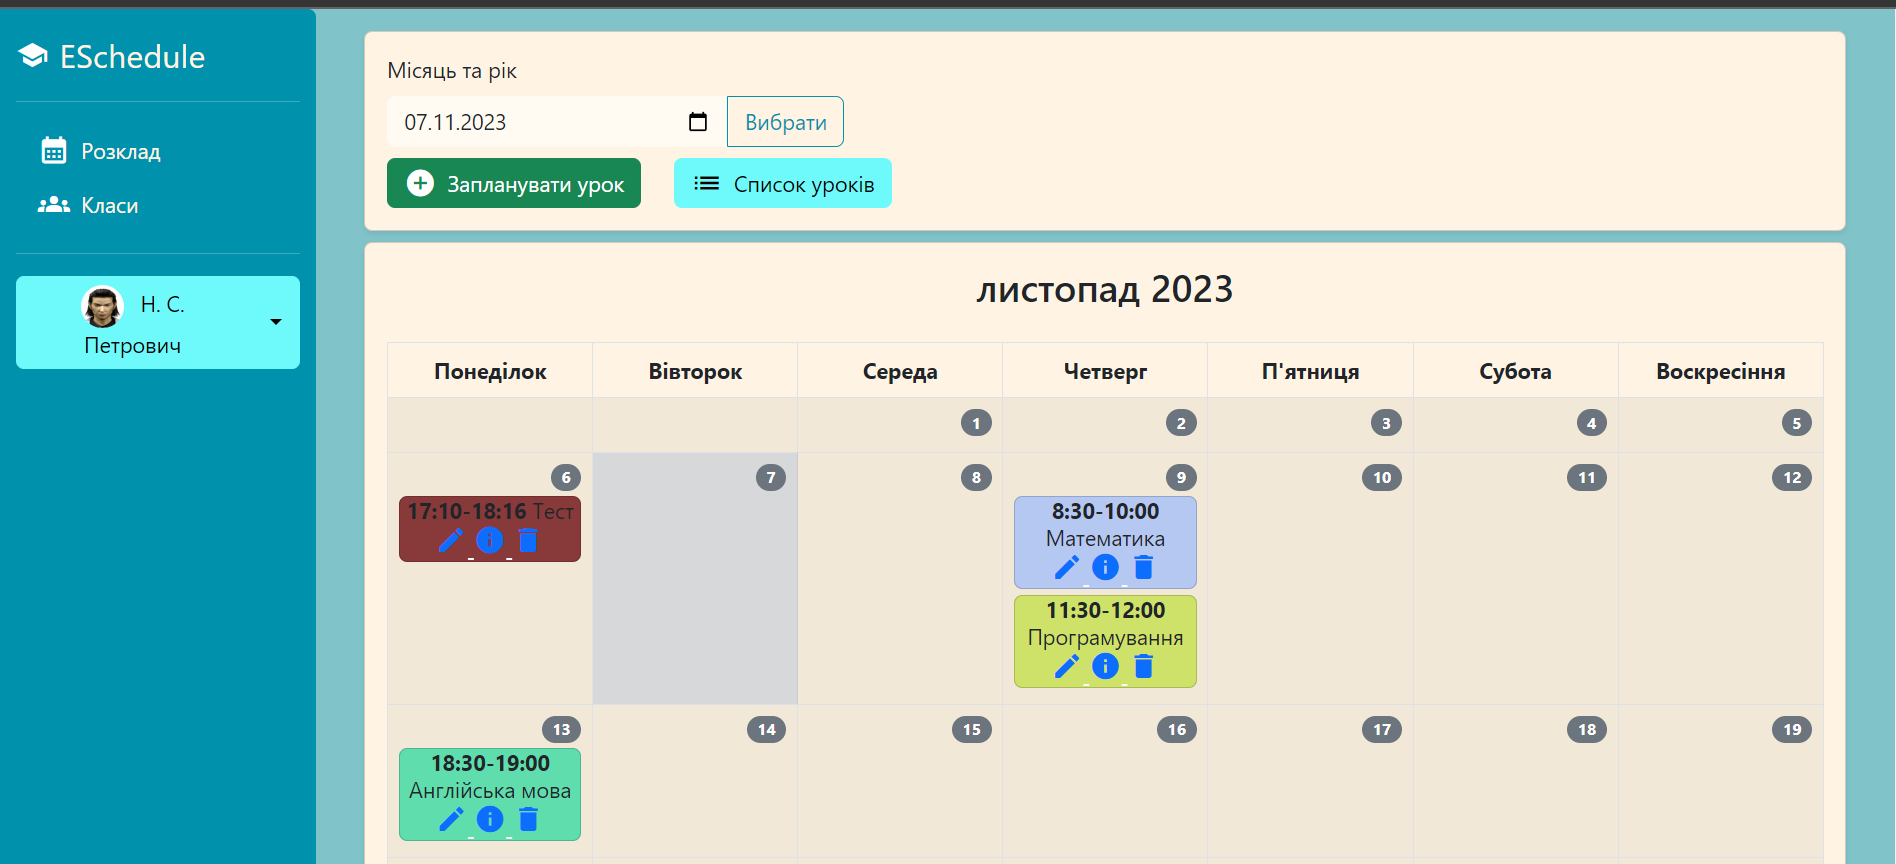 ESchedule
Розклад
Класи
Н. С.
Петрович
Місяць та рік
07.11.2023
Вибрати
Запланувати урок
Список уроків
листопад 2023
Понеділок Вівторок Середа Четверг П'ятниця Субота Воскресіння
1 2 3 4 5
6 7 8 9 10 11 12
17:10-18:16 Тест
8:30-10:00
Математика
11:30-12:00
Програмування
13 14 15 16 17 18 19
18:30-19:00
Англійська мова